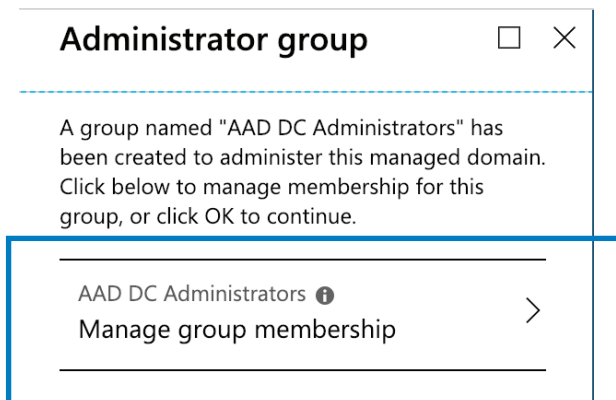 Administrator group
A group named "AAD DC Administrators" has
been created to administer this managed domain.
Click below to manage membership for this
group, or click OK to continue.
AAD DC Administrators
Manage group membership